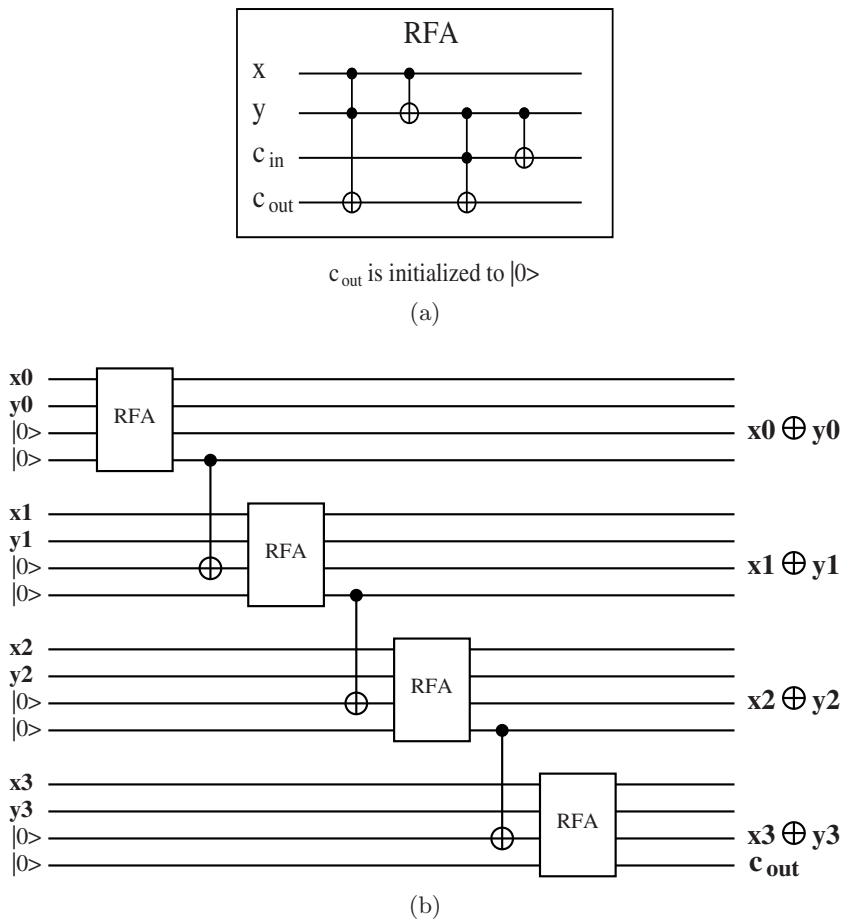 RFA
x
y
c in
c out
c out is initialized to |0>
(a)
x0
y0
|0>
|0>
RFA
x0 ⊕ y0
x1
y1
|0>
|0>
RFA
x1 ⊕ y1
x2
y2
|0>
|0>
RFA
x2 ⊕ y2
x3
y3
|0>
|0>
RFA
x3 ⊕ y3
c out
(b)